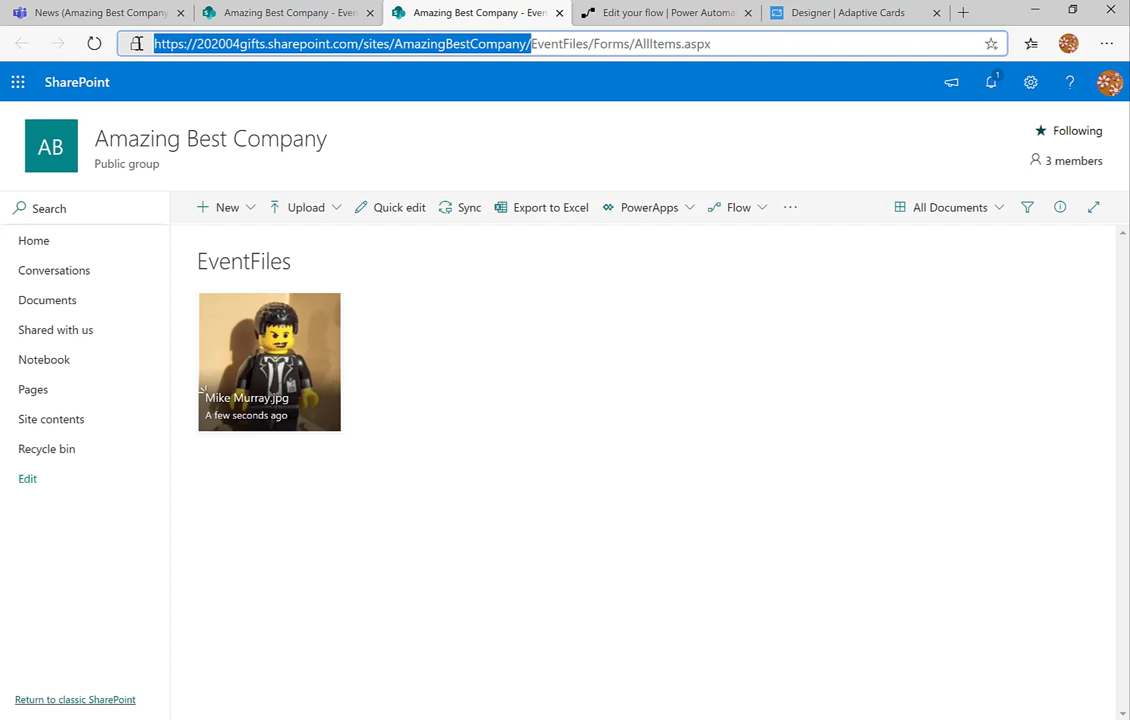 News (Amazing Best Company
Amazing Best Company - Even
Amazing Best Company - Even
Edit your flow | Power Automa
Designer | Adaptive Cards
https://202004gifts.sharepoint.com/sites/AmazingBestCompany/EventFiles/Forms/AllItems.aspx
SharePoint
1
?
AB
Amazing Best Company
Public group
Following
3 members
Search
New
Upload
Quick edit
Sync
Export to Excel
PowerApps
Flow
All Documents
Home
Conversations
Documents
Shared with us
Notebook
Pages
Site contents
Recycle bin
Edit
EventFiles
Mike Murray.jpg
A few seconds ago
Return to classic SharePoint